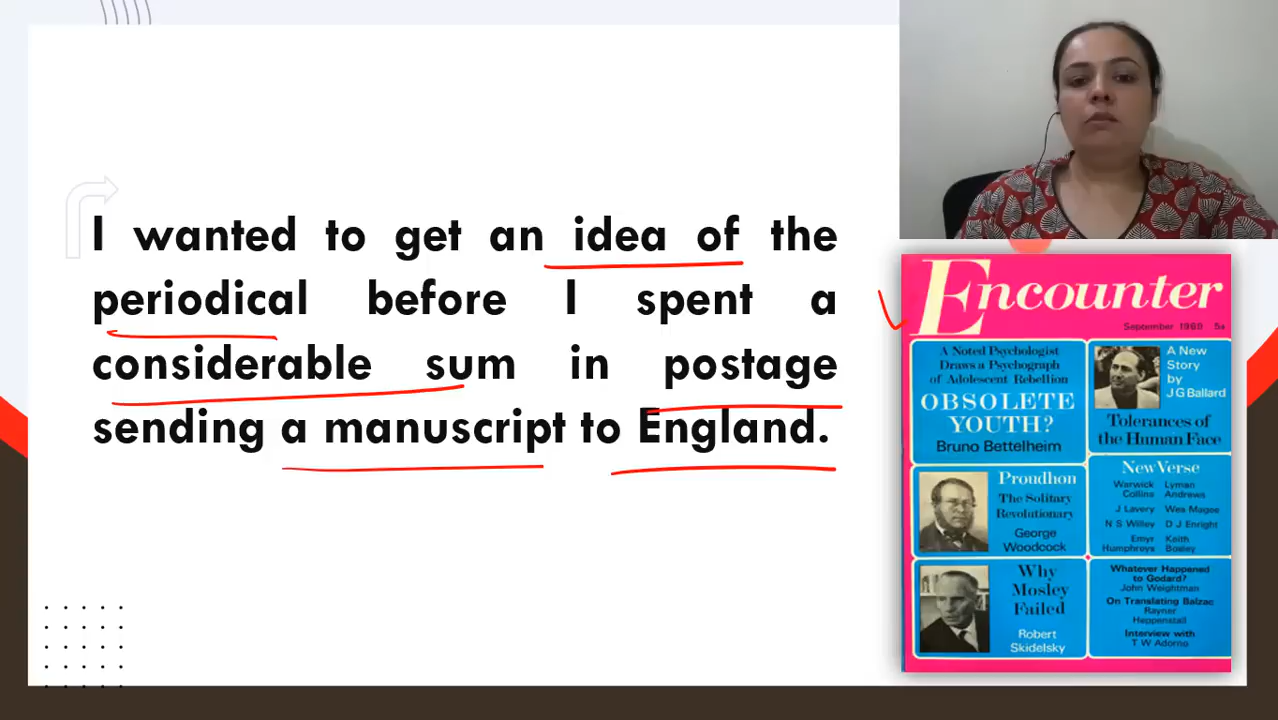 I wanted to get an idea of the
periodical before I spent a
considerable sum in postage
sending a manuscript to England.
Encounter
September 1969 5s
A Noted Psychologist
Draws a Psychograph
of Adolescent Rebellion
OBSOLETE
YOUTH?
Bruno Bettelheim
A New
Story
by
J G Ballard
Tolerances of
the Human Face
Proudhon
The Solitary
Revolutionary
George
Woodcock
New Verse
Warwick Collins
Lyman Andrews
J Lavery Wes Magee
N S Willey D J Enright
Emyr Humphreys
Keith Bosley
Why
Mosley
Failed
Robert
Skidelsky
Whatever Happened
to Godard?
John Weightman
On Translating Balzac
Rayner
Heppenstall
Interview with
T W Adorno